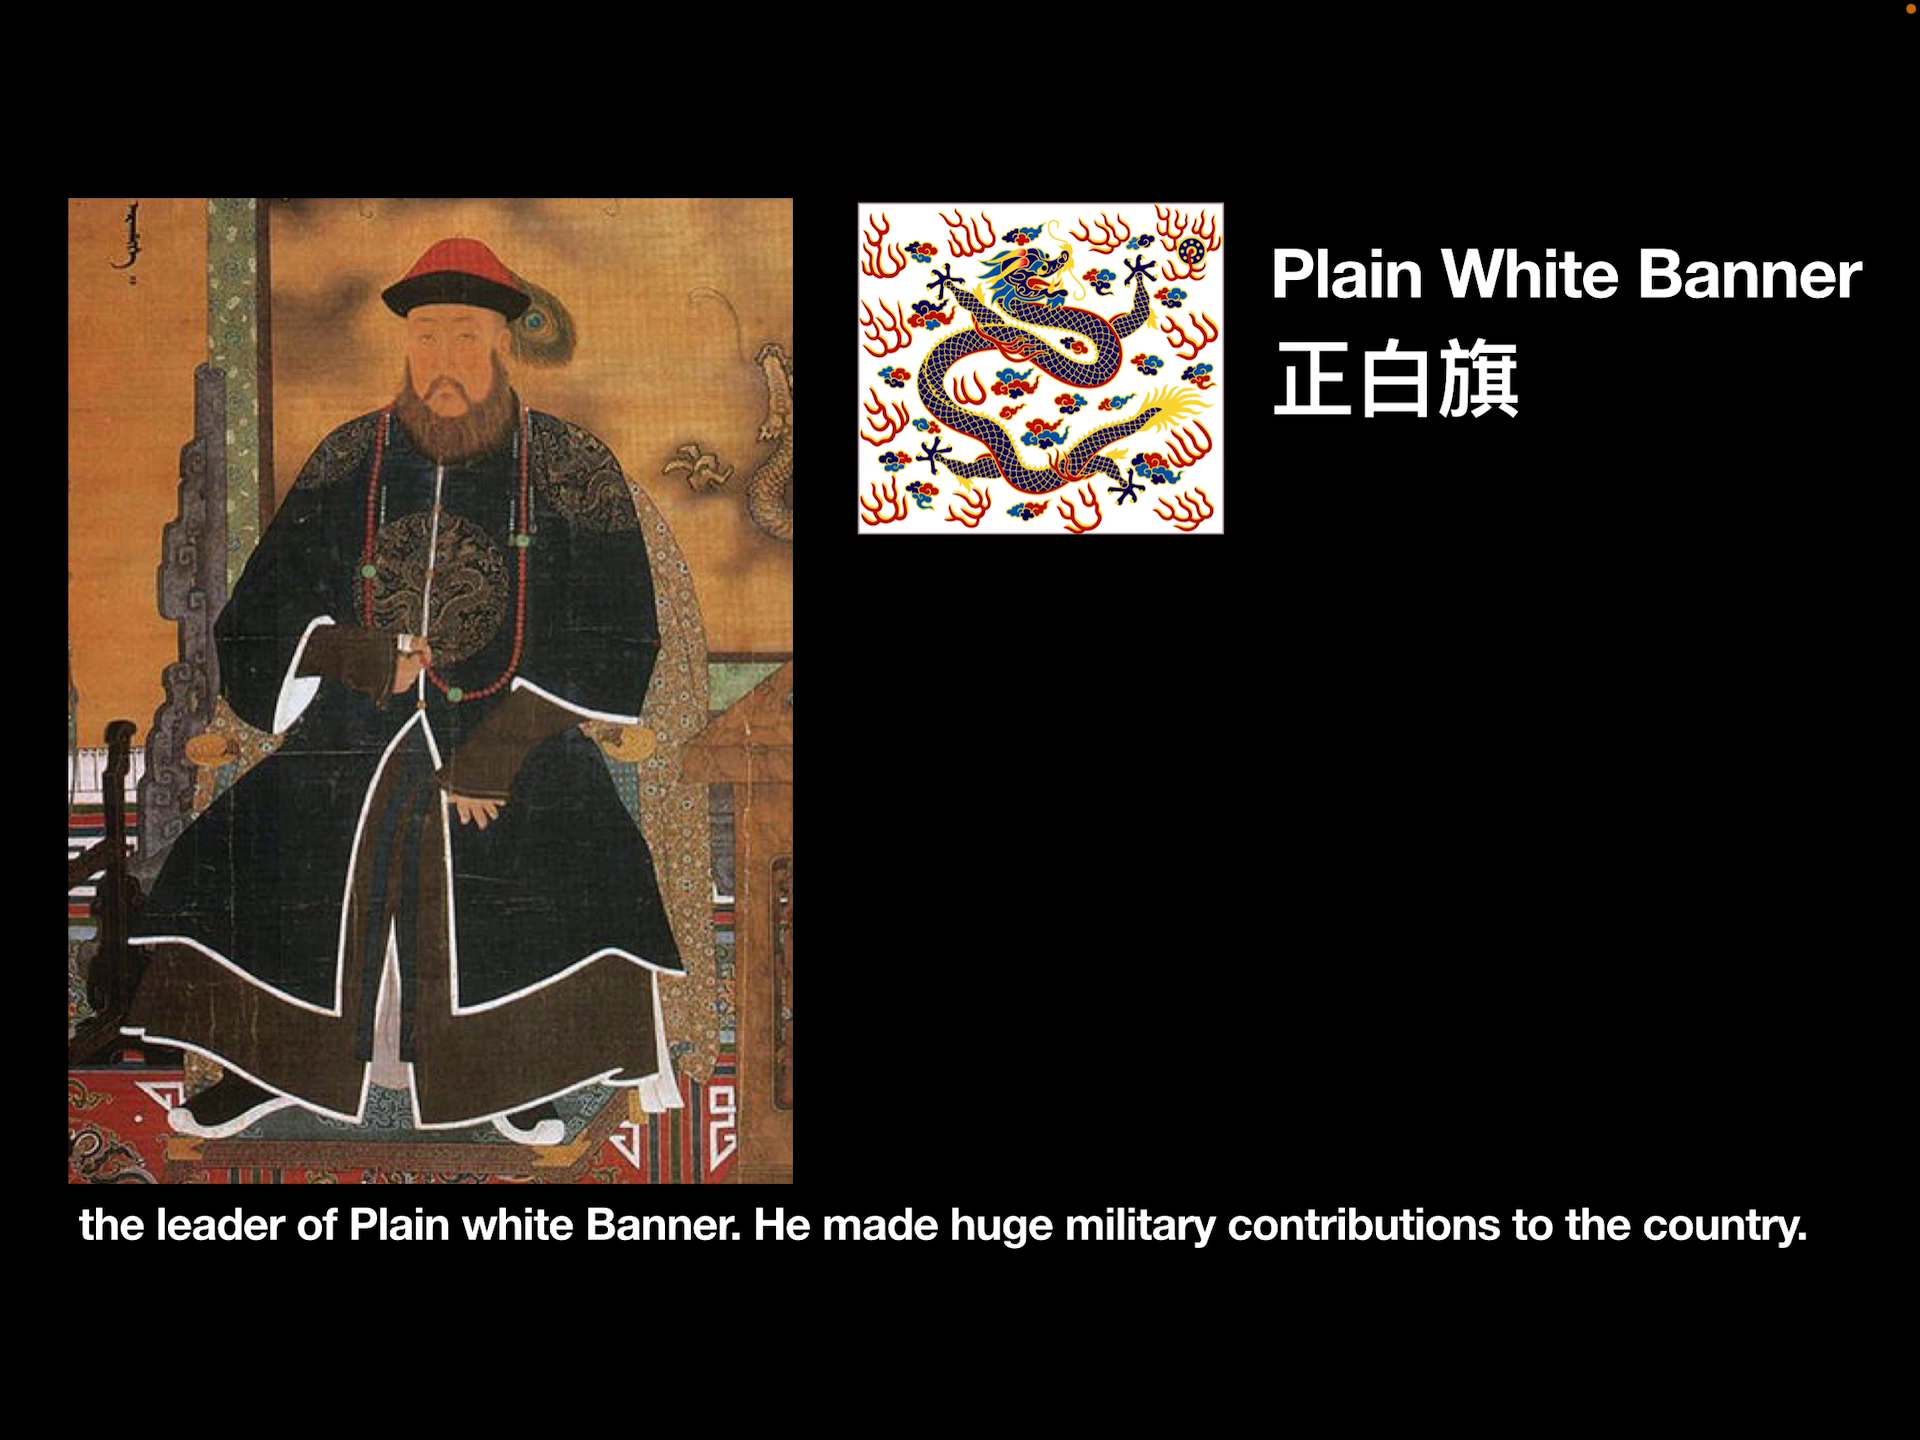 Plain White Banner
正白旗
the leader of Plain white Banner. He made huge military contributions to the country.